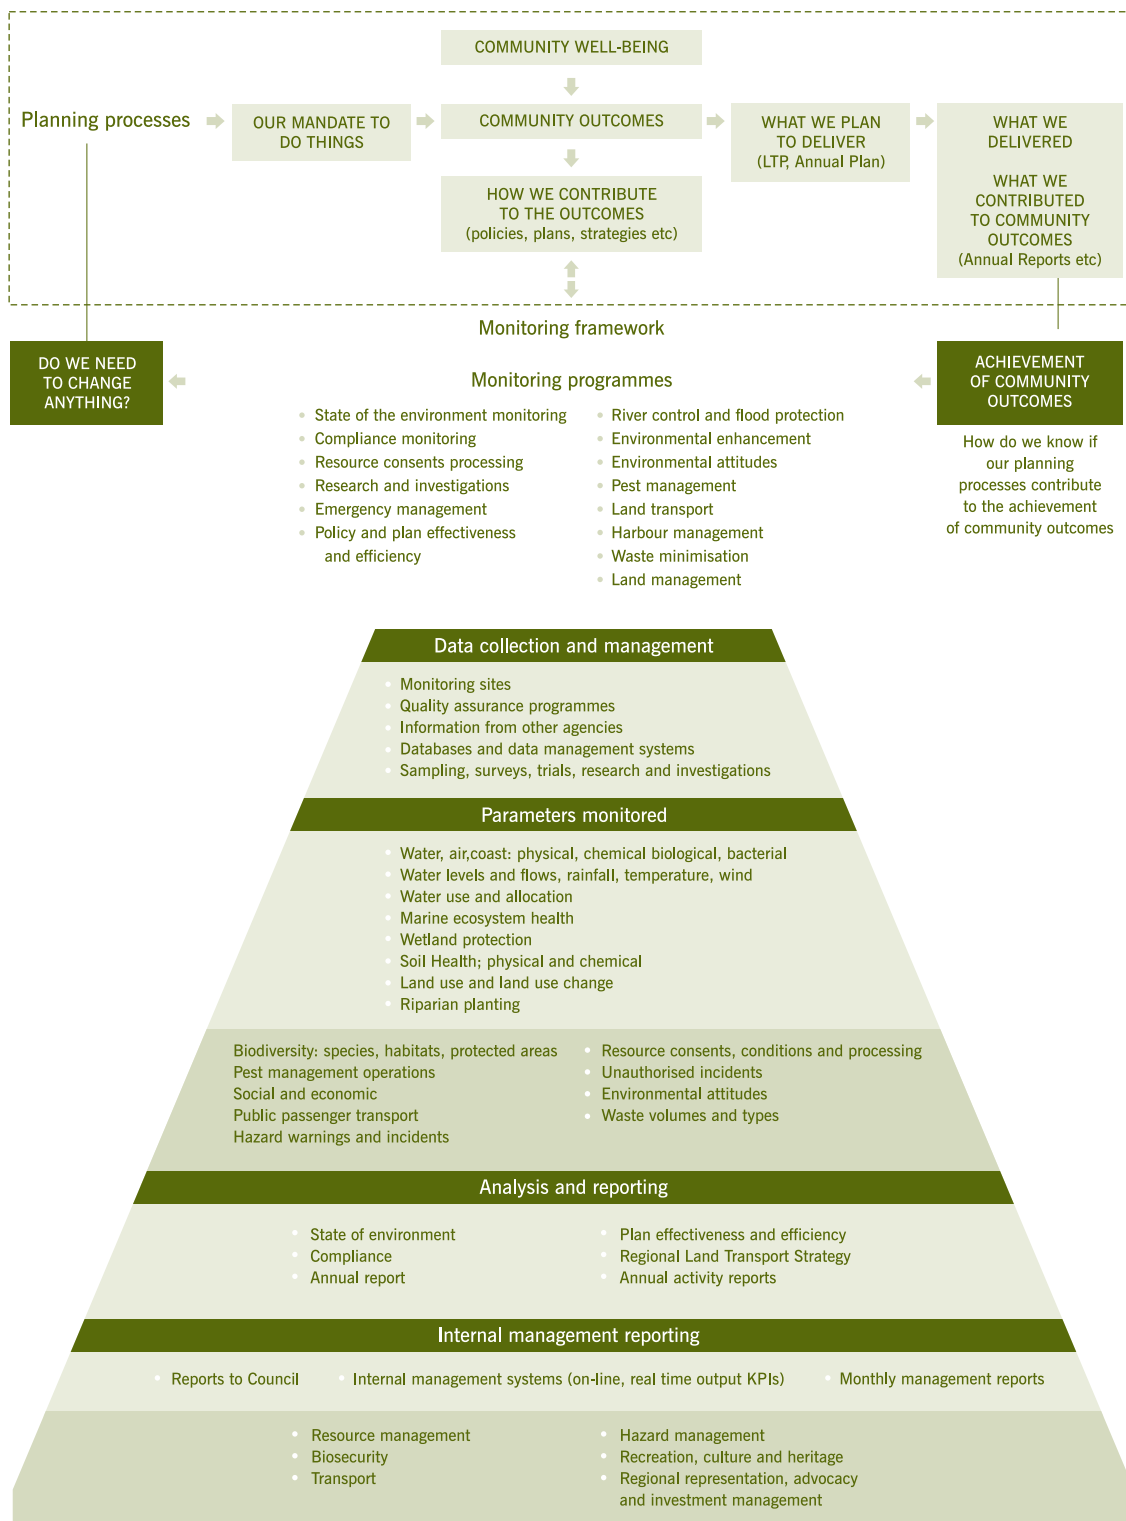 COMMUNITY WELL-BEING
Planning processes
OUR MANDATE TO
DO THINGS
COMMUNITY OUTCOMES
WHAT WE PLAN
TO DELIVER
(LTP, Annual Plan)
WHAT WE
DELIVERED
WHAT WE
CONTRIBUTED
TO COMMUNITY
OUTCOMES
(Annual Reports etc)
HOW WE CONTRIBUTE
TO THE OUTCOMES
(policies, plans, strategies etc)
Monitoring framework
DO WE NEED
TO CHANGE
ANYTHING?
Monitoring programmes
• State of the environment monitoring
• Compliance monitoring
• Resource consents processing
• Research and investigations
• Emergency management
• Policy and plan effectiveness
and efficiency
• River control and flood protection
• Environmental enhancement
• Environmental attitudes
• Pest management
• Land transport
• Harbour management
• Waste minimisation
• Land management
ACHIEVEMENT
OF COMMUNITY
OUTCOMES
How do we know if
our planning
processes contribute
to the achievement
of community outcomes
Data collection and management
• Monitoring sites
• Quality assurance programmes
• Information from other agencies
• Databases and data management systems
• Sampling, surveys, trials, research and investigations
Parameters monitored
• Water, air,coast: physical, chemical biological, bacterial
• Water levels and flows, rainfall, temperature, wind
• Water use and allocation
• Marine ecosystem health
• Wetland protection
• Soil Health; physical and chemical
• Land use and land use change
• Riparian planting
Biodiversity: species, habitats, protected areas
Pest management operations
Social and economic
Public passenger transport
Hazard warnings and incidents
• Resource consents, conditions and processing
• Unauthorised incidents
• Environmental attitudes
• Waste volumes and types
Analysis and reporting
• State of environment
• Compliance
• Annual report
• Plan effectiveness and efficiency
• Regional Land Transport Strategy
• Annual activity reports
Internal management reporting
• Reports to Council • Internal management systems (on-line, real time output KPIs) • Monthly management reports
• Resource management
• Biosecurity
• Transport
• Hazard management
• Recreation, culture and heritage
• Regional representation, advocacy
and investment management